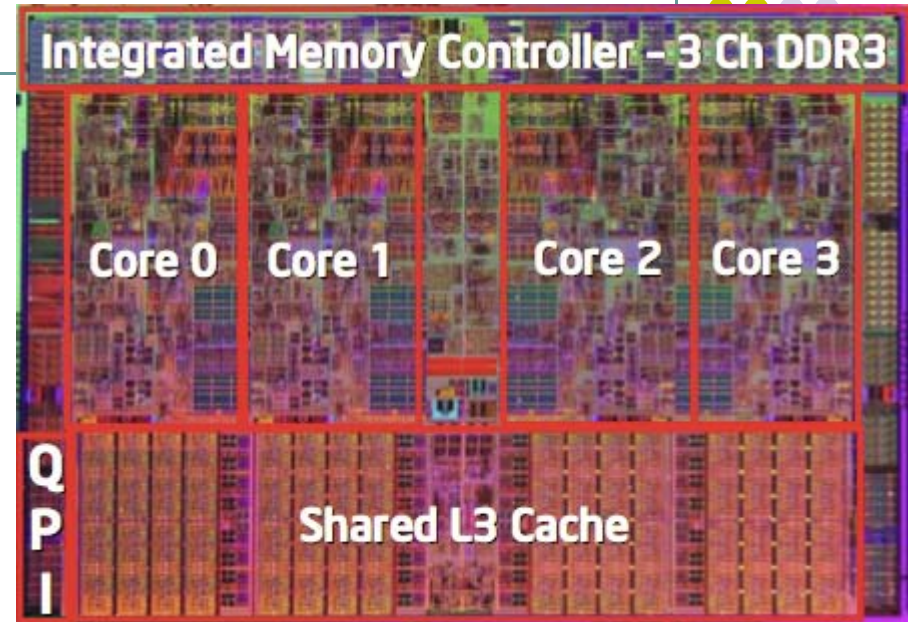 Integrated Memory Controller - 3 Ch DDR3
Core 0
Core 1
Core 2
Core 3
Q
P
I
Shared L3 Cache